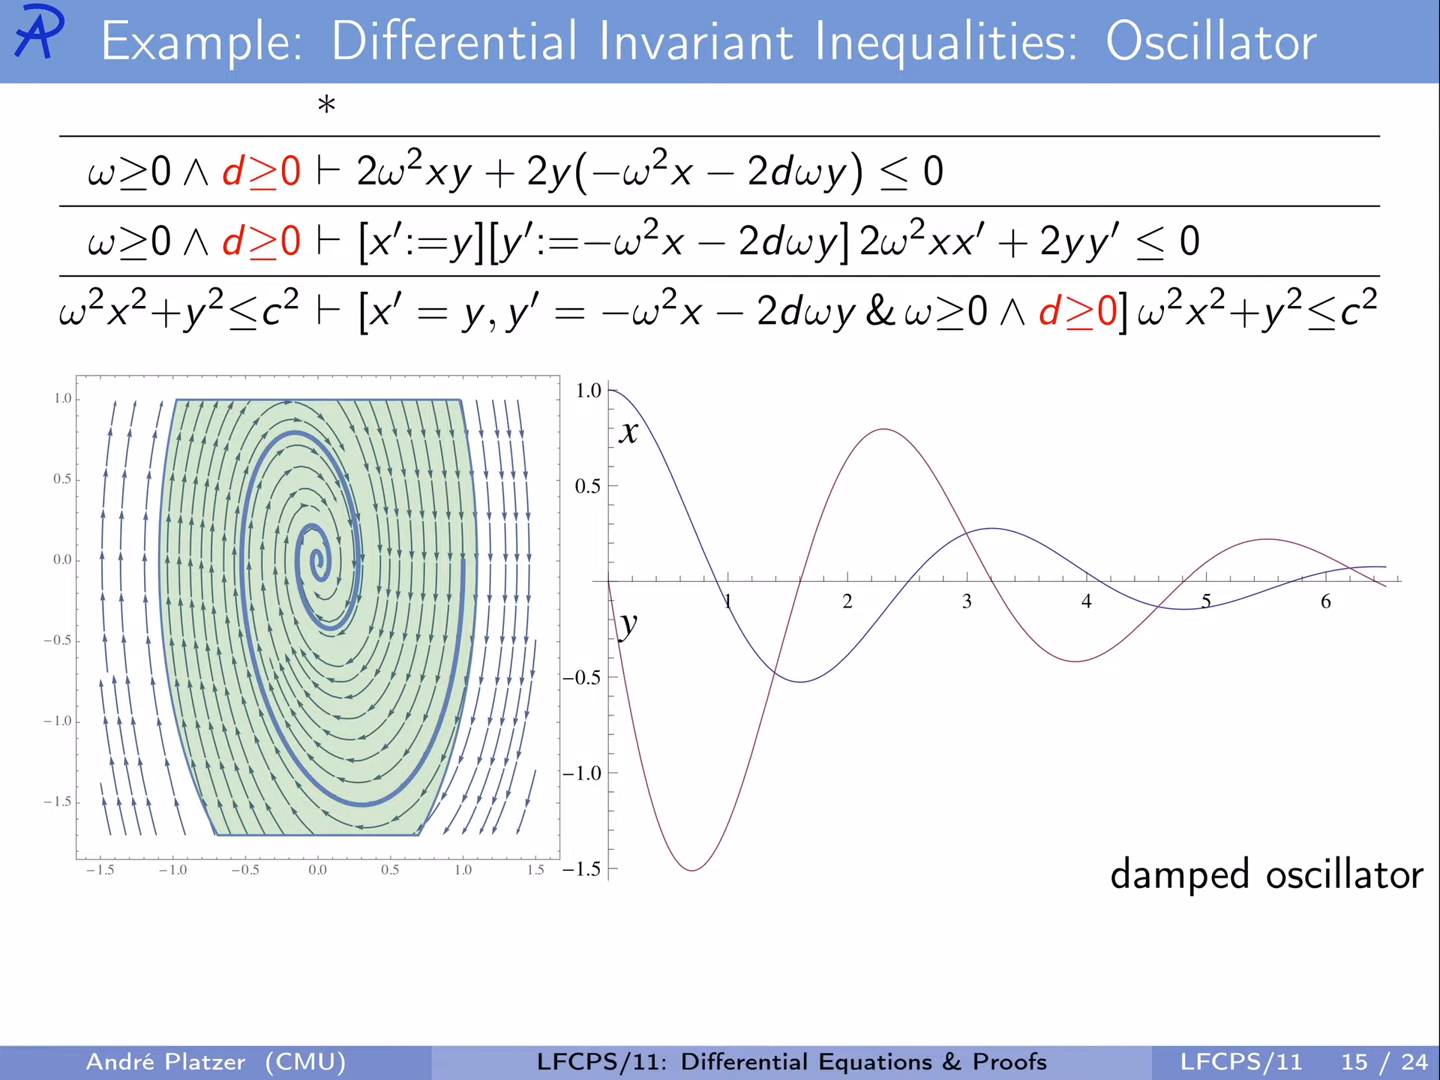 Example: Differential Invariant Inequalities: Oscillator
*
ω≥0 ∧ d≥0 ⊢ 2ω²xy + 2y(−ω²x − 2dωy) ≤ 0
ω≥0 ∧ d≥0 ⊢ [x′:=y][y′:=−ω²x − 2dωy] 2ω²xx′ + 2yy′ ≤ 0
ω²x²+y²≤c² ⊢ [x′ = y, y′ = −ω²x − 2dωy & ω≥0 ∧ d≥0] ω²x²+y²≤c²
1.0
0.5
0.0
−0.5
−1.0
−1.5
−1.5 −1.0 −0.5 0.0 0.5 1.0 1.5
1.0
x
0.5
1 2 3 4 5 6
y
−0.5
−1.0
−1.5
damped oscillator
André Platzer (CMU) LFCPS/11: Differential Equations & Proofs LFCPS/11 15 / 24